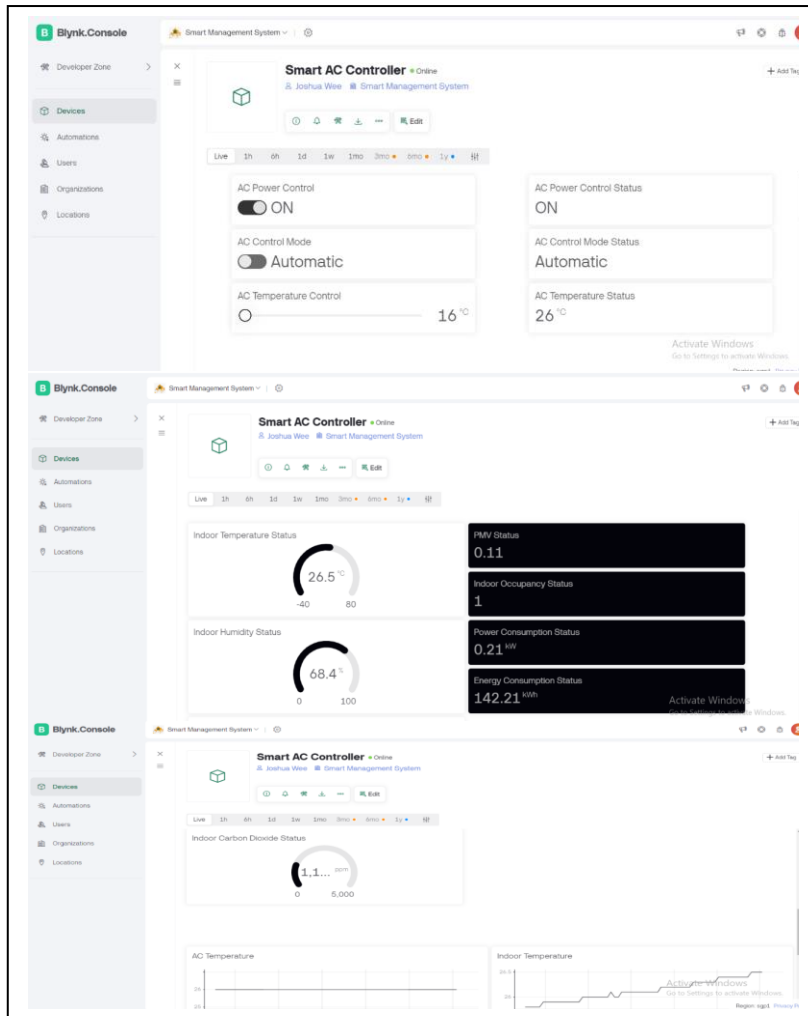 B Blynk.Console
Smart Management System
Developer Zone
Devices
Automations
Users
Organizations
Locations
Smart AC Controller Online
Joshua Wee Smart Management System
Edit
+ Add Tag
Live 1h 6h 1d 1w 1mo 3mo 6mo 1y
AC Power Control
ON
AC Power Control Status
ON
AC Control Mode
Automatic
AC Control Mode Status
Automatic
AC Temperature Control
16 °C
AC Temperature Status
26 °C
Activate Windows
Go to Settings to activate Windows.
B Blynk.Console
Smart Management System
Developer Zone
Devices
Automations
Users
Organizations
Locations
Smart AC Controller Online
Joshua Wee Smart Management System
Edit
+ Add Tag
Live 1h 6h 1d 1w 1mo 3mo 6mo 1y
Indoor Temperature Status
26.5 °C
-40 80
PMV Status
0.11
Indoor Occupancy Status
1
Indoor Humidity Status
68.4 %
0 100
Power Consumption Status
0.21 kW
Energy Consumption Status
142.21 kWh
Activate Windows
Go to Settings to activate Windows.
B Blynk.Console
Smart Management System
Developer Zone
Devices
Automations
Users
Organizations
Locations
Smart AC Controller Online
Joshua Wee Smart Management System
Edit
+ Add Tag
Live 1h 6h 1d 1w 1mo 3mo 6mo 1y
Indoor Carbon Dioxide Status
1,1... ppm
0 5,000
AC Temperature
26
26
Indoor Temperature
26.5
26
Activate Windows
Go to Settings to activate Windows.
Region: sgp1 Privacy